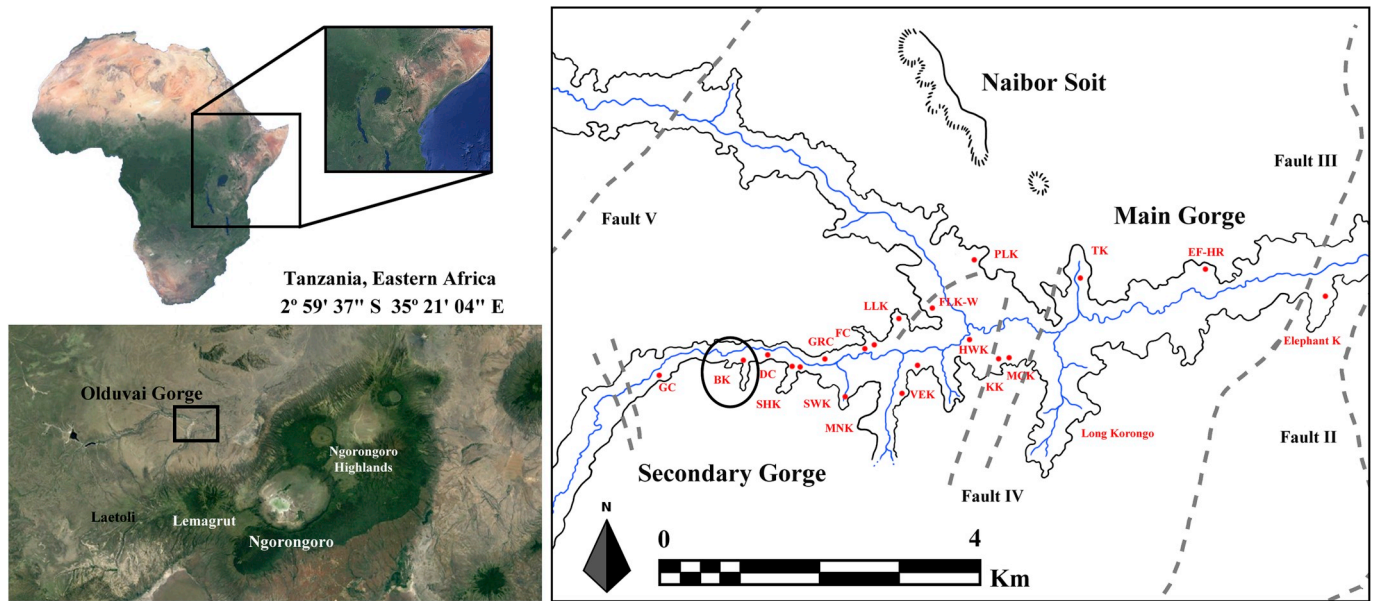 Tanzania, Eastern Africa
2° 59' 37" S 35º 21' 04" E
Olduvai Gorge
Ngorongoro
Highlands
Laetoli
Lemagrut
Ngorongoro
Naibor Soit
Fault III
Fault V
Main Gorge
PLK
TK
EF-HR
FLK-W
LLK
FC
GRC
HWK
Elephant K
BK
DC
KK
MCK
GC
SHK
SWK
VEK
MNK
Long Korongo
Fault II
Secondary Gorge
Fault IV
N
0
4
Km